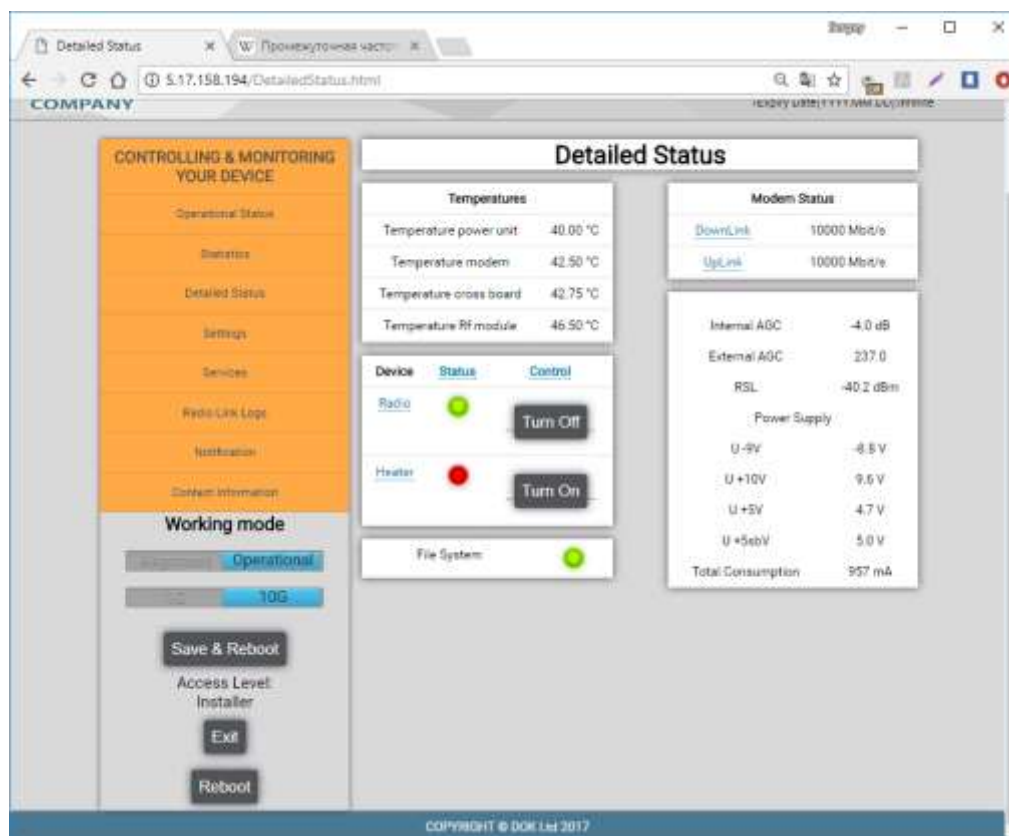 Detailed Status
W Промежуточная часто
5.17.158.194/DetailedStatus.html
COMPANY
CONTROLLING & MONITORING
YOUR DEVICE
Operational Status
Statistics
Detailed Status
Settings
Services
Radio Link Logs
Notification
Contact Information
Working mode
Operational
10G
Save & Reboot
Access Level:
Installer
Exit
Reboot
Detailed Status
Temperatures
Temperature power unit 40.00 °C
Temperature modem 42.50 °C
Temperature cross board 42.75 °C
Temperature Rf module 46.50 °C
Device Status Control
Radio Turn Off
Heater Turn On
File System
Modem Status
DownLink 10000 Mbit/s
UpLink 10000 Mbit/s
Internal AGC -4.0 dB
External AGC 237.0
RSL -40.2 dBm
Power Supply
U -9V -8.8 V
U +10V 9.6 V
U +5V 4.7 V
U +5sbV 5.0 V
Total Consumption 957 mA
COPYRIGHT © DOK Ltd 2017